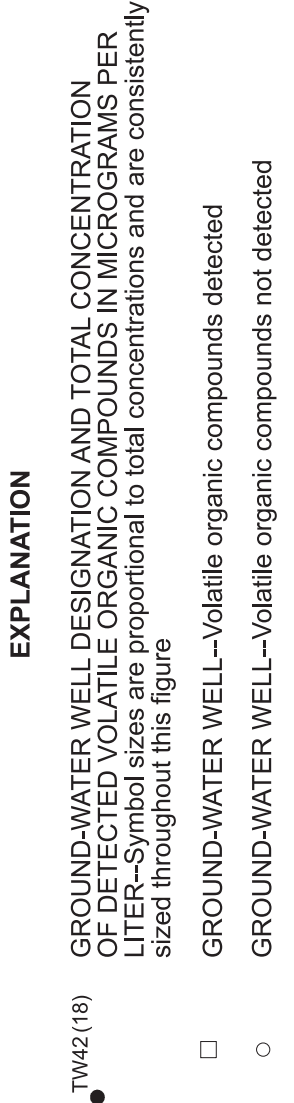 EXPLANATION
TW42 (18) GROUND-WATER WELL DESIGNATION AND TOTAL CONCENTRATION
OF DETECTED VOLATILE ORGANIC COMPOUNDS IN MICROGRAMS PER
LITER--Symbol sizes are proportional to total concentrations and are consistently
sized throughout this figure
GROUND-WATER WELL--Volatile organic compounds detected
GROUND-WATER WELL--Volatile organic compounds not detected